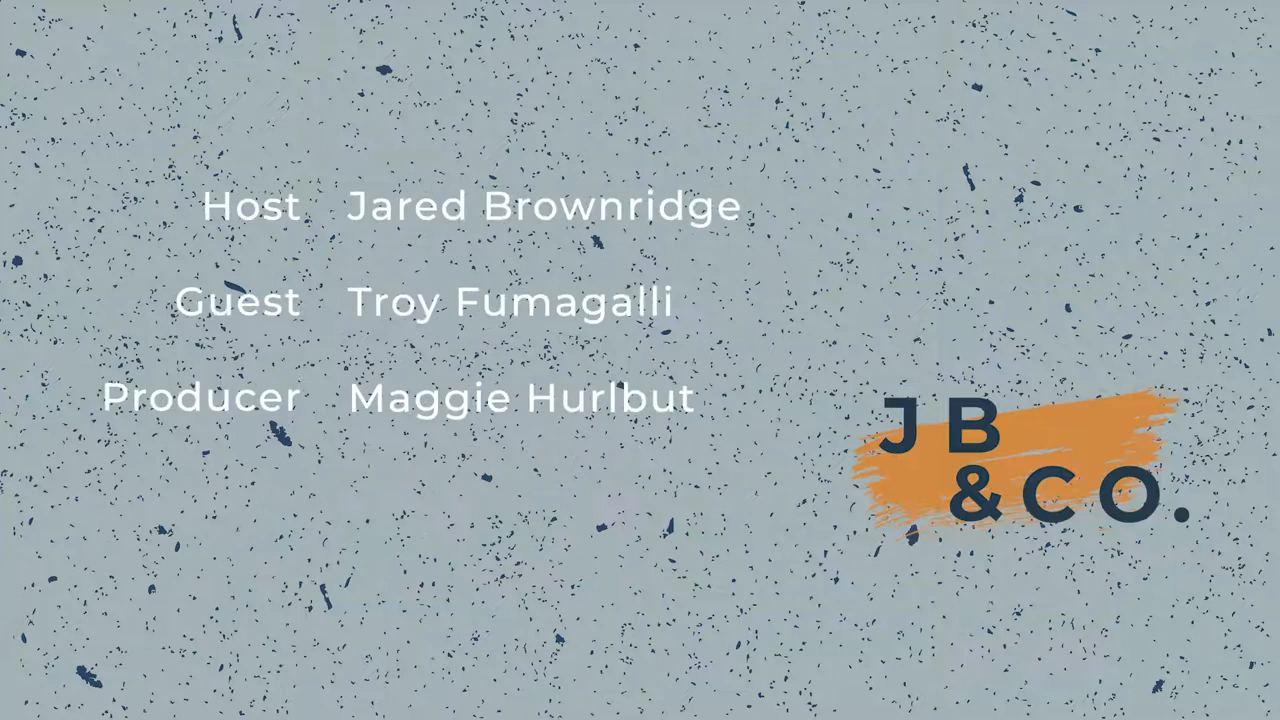 Host Jared Brownridge
Guest Troy Fumagalli
Producer Maggie Hurlbut
JB
&CO.